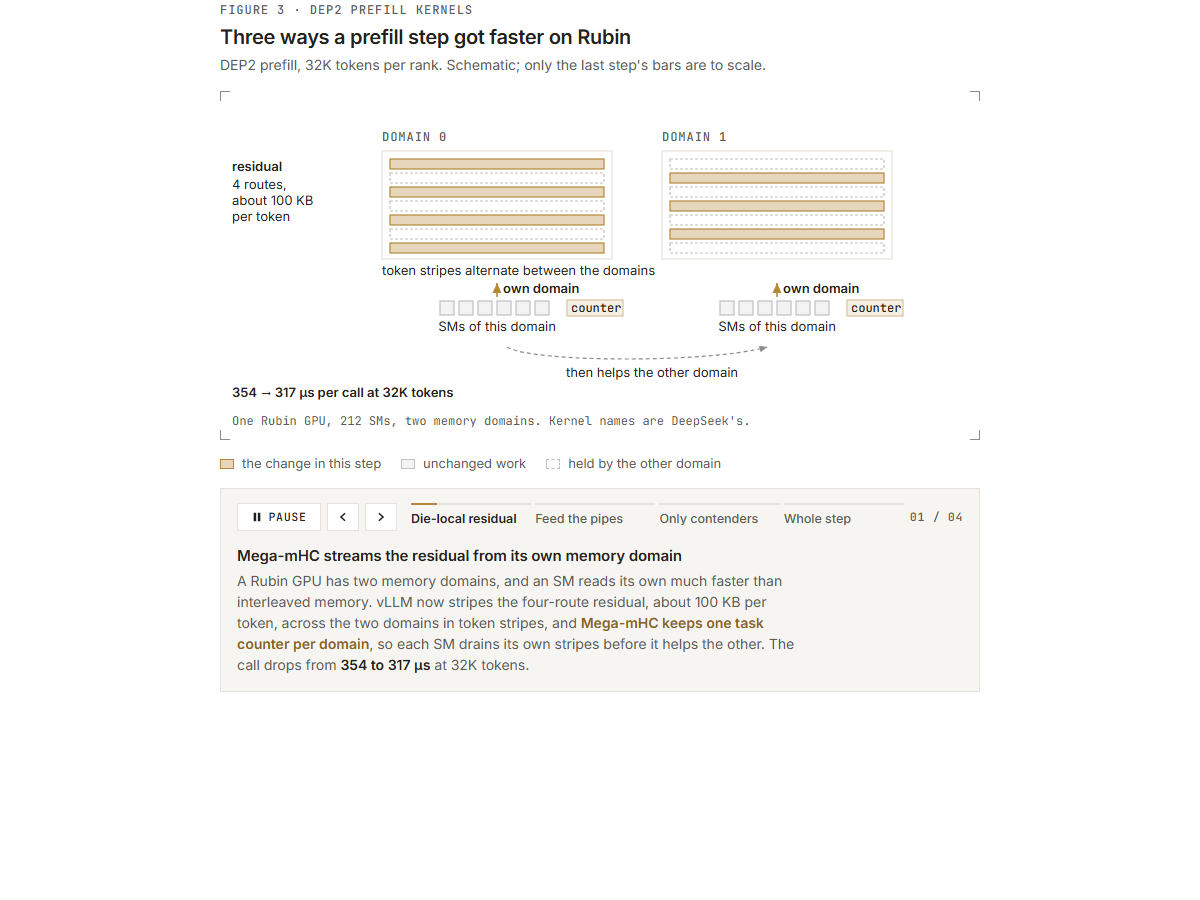 FIGURE 3 · DEP2 PREFILL KERNELS
Three ways a prefill step got faster on Rubin
DEP2 prefill, 32K tokens per rank. Schematic; only the last step's bars are to scale.
DOMAIN 0
DOMAIN 1
residual
4 routes,
about 100 KB
per token
token stripes alternate between the domains
own domain
own domain
counter
counter
SMs of this domain
SMs of this domain
then helps the other domain
354 → 317 µs per call at 32K tokens
One Rubin GPU, 212 SMs, two memory domains. Kernel names are DeepSeek's.
the change in this step
unchanged work
held by the other domain
PAUSE
Die-local residual
Feed the pipes
Only contenders
Whole step
01 / 04
Mega-mHC streams the residual from its own memory domain
A Rubin GPU has two memory domains, and an SM reads its own much faster than
interleaved memory. vLLM now stripes the four-route residual, about 100 KB per
token, across the two domains in token stripes, and Mega-mHC keeps one task
counter per domain, so each SM drains its own stripes before it helps the other. The
call drops from 354 to 317 µs at 32K tokens.